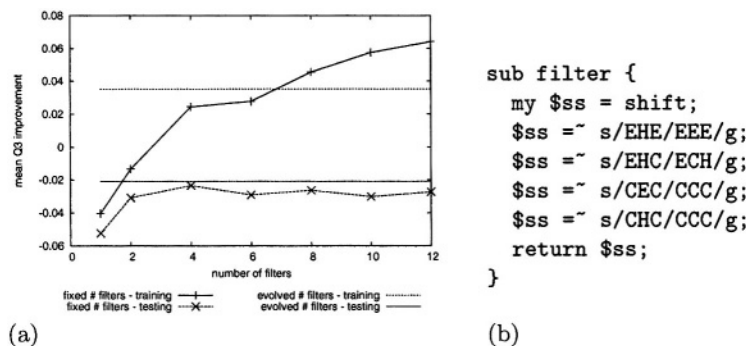 0.08
0.06
0.04
0.02
0
-0.02
-0.04
-0.06
mean Q3 improvement
0 2 4 6 8 10 12
number of filters
fixed # filters - training
fixed # filters - testing
evolved # filters - training
evolved # filters - testing
(a)
sub filter {
my $ss = shift;
$ss =~ s/EHE/EEE/g;
$ss =~ s/EHC/ECH/g;
$ss =~ s/CEC/CCC/g;
$ss =~ s/CHC/CCC/g;
return $ss;
}
(b)